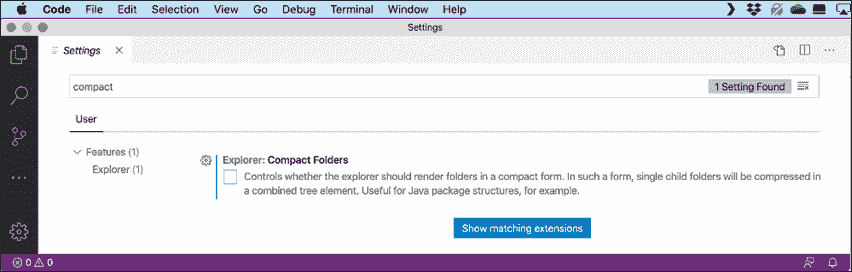 Code File Edit Selection View Go Debug Terminal Window Help
Settings
Settings
compact
1 Setting Found
User
Features (1)
Explorer (1)
Explorer: Compact Folders
Controls whether the explorer should render folders in a compact form. In such a form, single child folders will be compressed in
a combined tree element. Useful for Java package structures, for example.
Show matching extensions
0 0